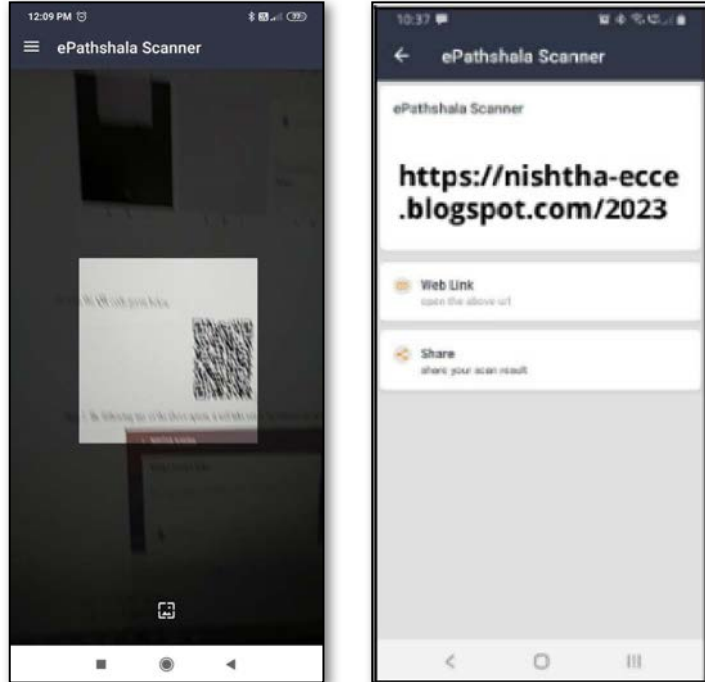 12:09 PM
ePathshala Scanner
10:37
ePathshala Scanner
ePathshala Scanner
https://nishtha-ecce
.blogspot.com/2023
Web Link
open the above url
Share
share your scan result